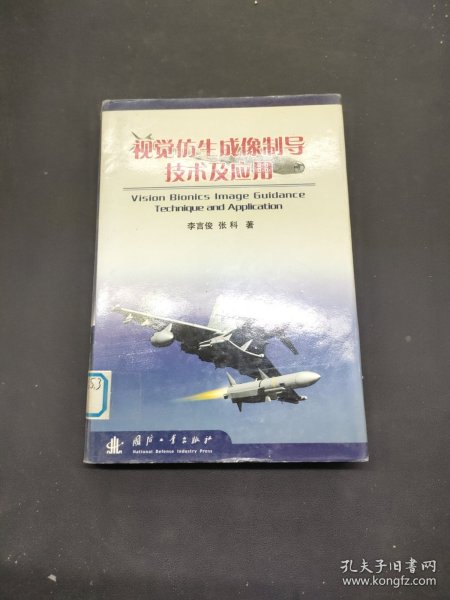 视觉仿生成像制导
技术及应用
Vision Bionics Image Guidance
Technique and Application
李言俊 张科 著
53
国防工业出版社
National Defense Industry Press
孔夫子旧书网
www.kongfz.com